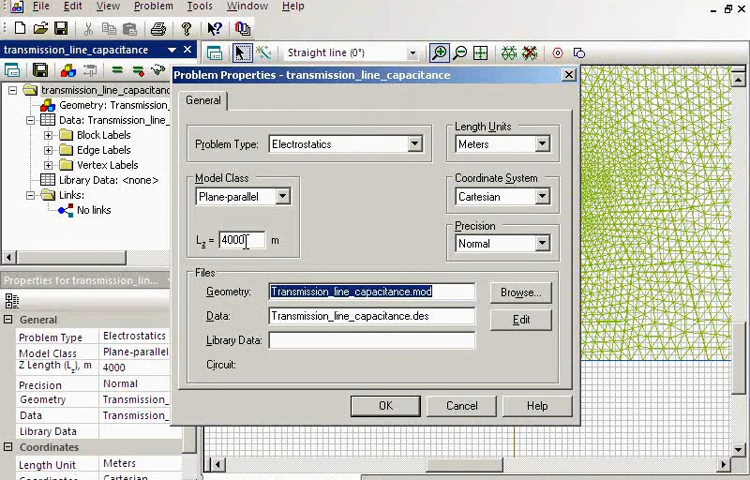 File Edit View Problem Tools Window Help
transmission_line_capacitance
Straight line (0°)
transmission_line_capacitanc
Geometry: Transmission_
Data: Transmission_line_
Block Labels
Edge Labels
Vertex Labels
Library Data: <none>
Links:
No links
Problem Properties - transmission_line_capacitance
General
Problem Type: Electrostatics
Length Units
Meters
Model Class
Plane-parallel
Coordinate System
Cartesian
Lz = 4000 m
Precision
Normal
Files
Geometry: Transmission_line_capacitance.mod Browse...
Data: Transmission_line_capacitance.des Edit
Library Data:
Circuit:
OK Cancel Help
Properties for transmission_lin...
General
Problem Type Electrostatics
Model Class Plane-parallel
Z Length (Lz), m 4000
Precision Normal
Geometry Transmission_
Data Transmission_
Library Data
Coordinates
Length Unit Meters
Coordinates Cartesian